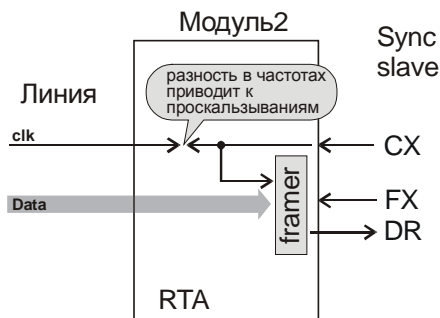 Модуль2
Sync
slave
разность в частотах
приводит к
проскальзываниям
Линия
clk
CX
framer
FX
Data
DR
RTA